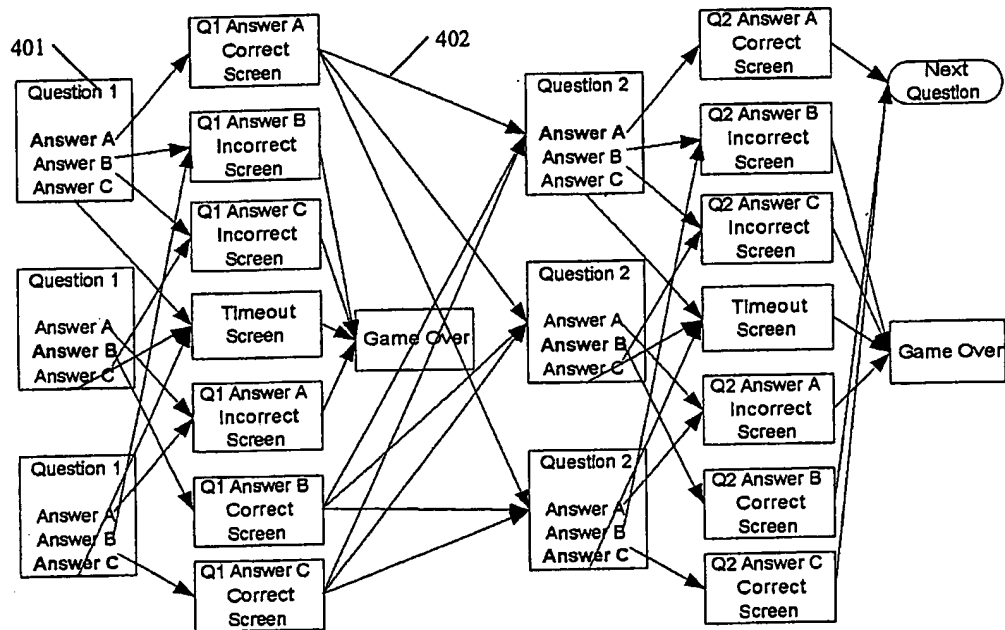 401
Question 1
Answer A
Answer B
Answer C
Question 1
Answer A
Answer B
Answer C
Question 1
Answer A
Answer B
Answer C
Q1 Answer A
Correct
Screen
Q1 Answer B
Incorrect
Screen
Q1 Answer C
Incorrect
Screen
Timeout
Screen
Q1 Answer A
Incorrect
Screen
Q1 Answer B
Correct
Screen
Q1 Answer C
Correct
Screen
Game Over
402
Question 2
Answer A
Answer B
Answer C
Question 2
Answer A
Answer B
Answer C
Question 2
Answer A
Answer B
Answer C
Q2 Answer A
Correct
Screen
Q2 Answer B
Incorrect
Screen
Q2 Answer C
Incorrect
Screen
Timeout
Screen
Q2 Answer A
Incorrect
Screen
Q2 Answer B
Correct
Screen
Q2 Answer C
Correct
Screen
Next
Question
Game Over